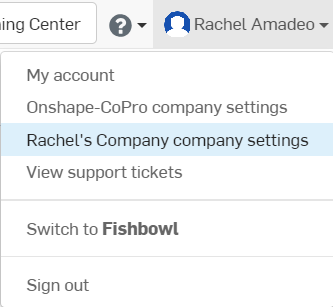 ning Center
? Rachel Amadeo
My account
Onshape-CoPro company settings
Rachel's Company company settings
View support tickets
Switch to Fishbowl
Sign out